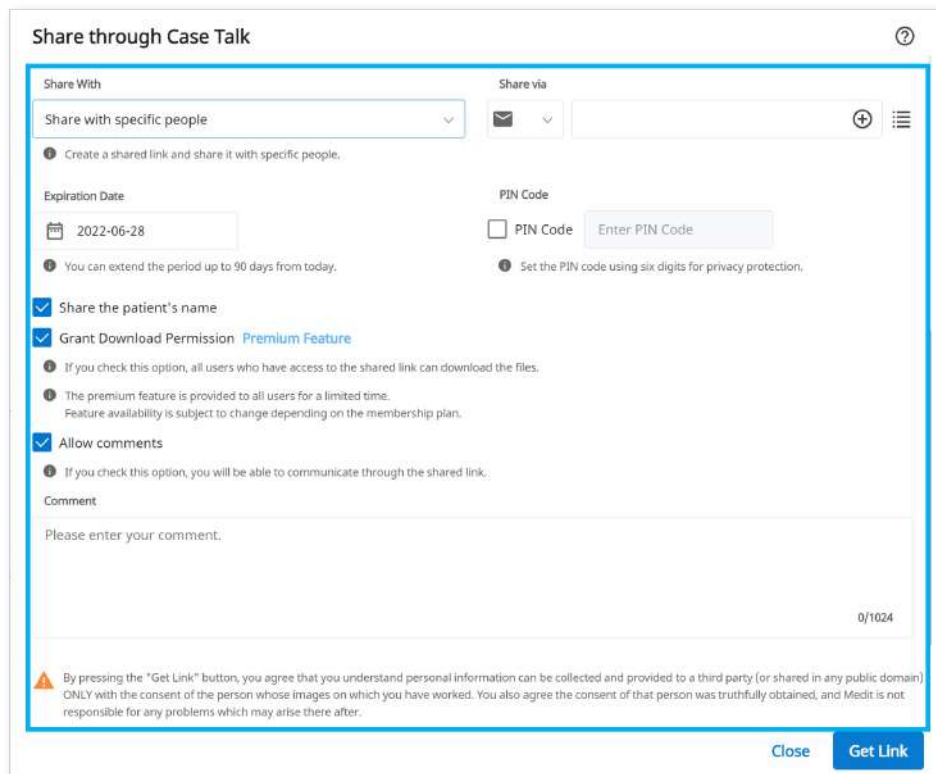 Share through Case Talk
Share With
Share via
Share with specific people
Create a shared link and share it with specific people.
Expiration Date
PIN Code
2022-06-28
PIN Code
Enter PIN Code
You can extend the period up to 90 days from today.
Set the PIN code using six digits for privacy protection.
Share the patient's name
Grant Download Permission Premium Feature
If you check this option, all users who have access to the shared link can download the files.
The premium feature is provided to all users for a limited time.
Feature availability is subject to change depending on the membership plan.
Allow comments
If you check this option, you will be able to communicate through the shared link.
Comment
Please enter your comment.
0/1024
By pressing the "Get Link" button, you agree that you understand personal information can be collected and provided to a third party (or shared in any public domain)
ONLY with the consent of the person whose images on which you have worked. You also agree the consent of that person was truthfully obtained, and Medit is not
responsible for any problems which may arise there after.
Close
Get Link